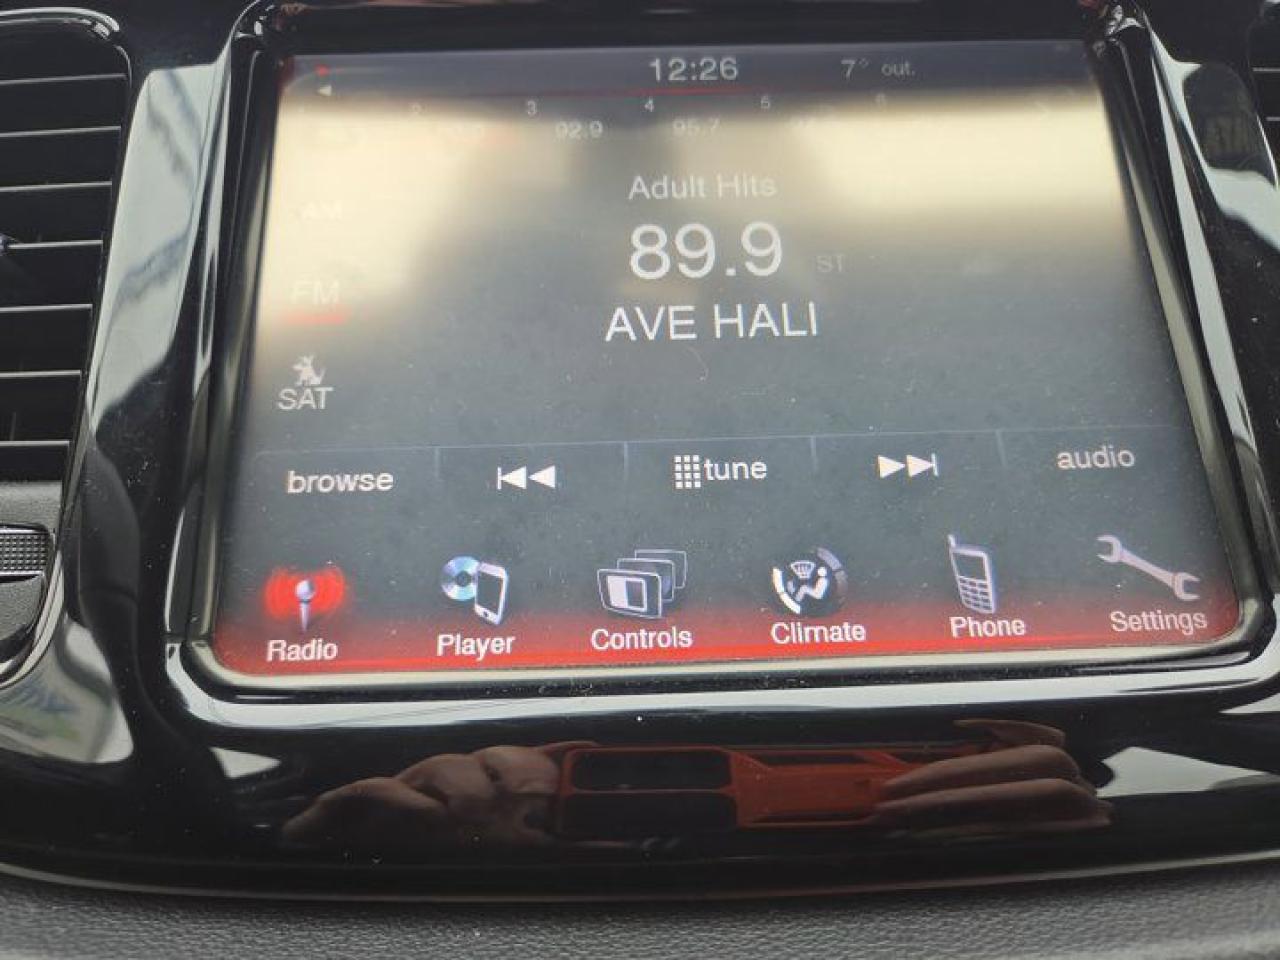 12:26 7° out.
2 3 4 5 6
92.9 95.7
Adult Hits
AM
89.9 ST
FM
AVE HALI
SAT
browse tune audio
Radio Player Controls Climate Phone Settings